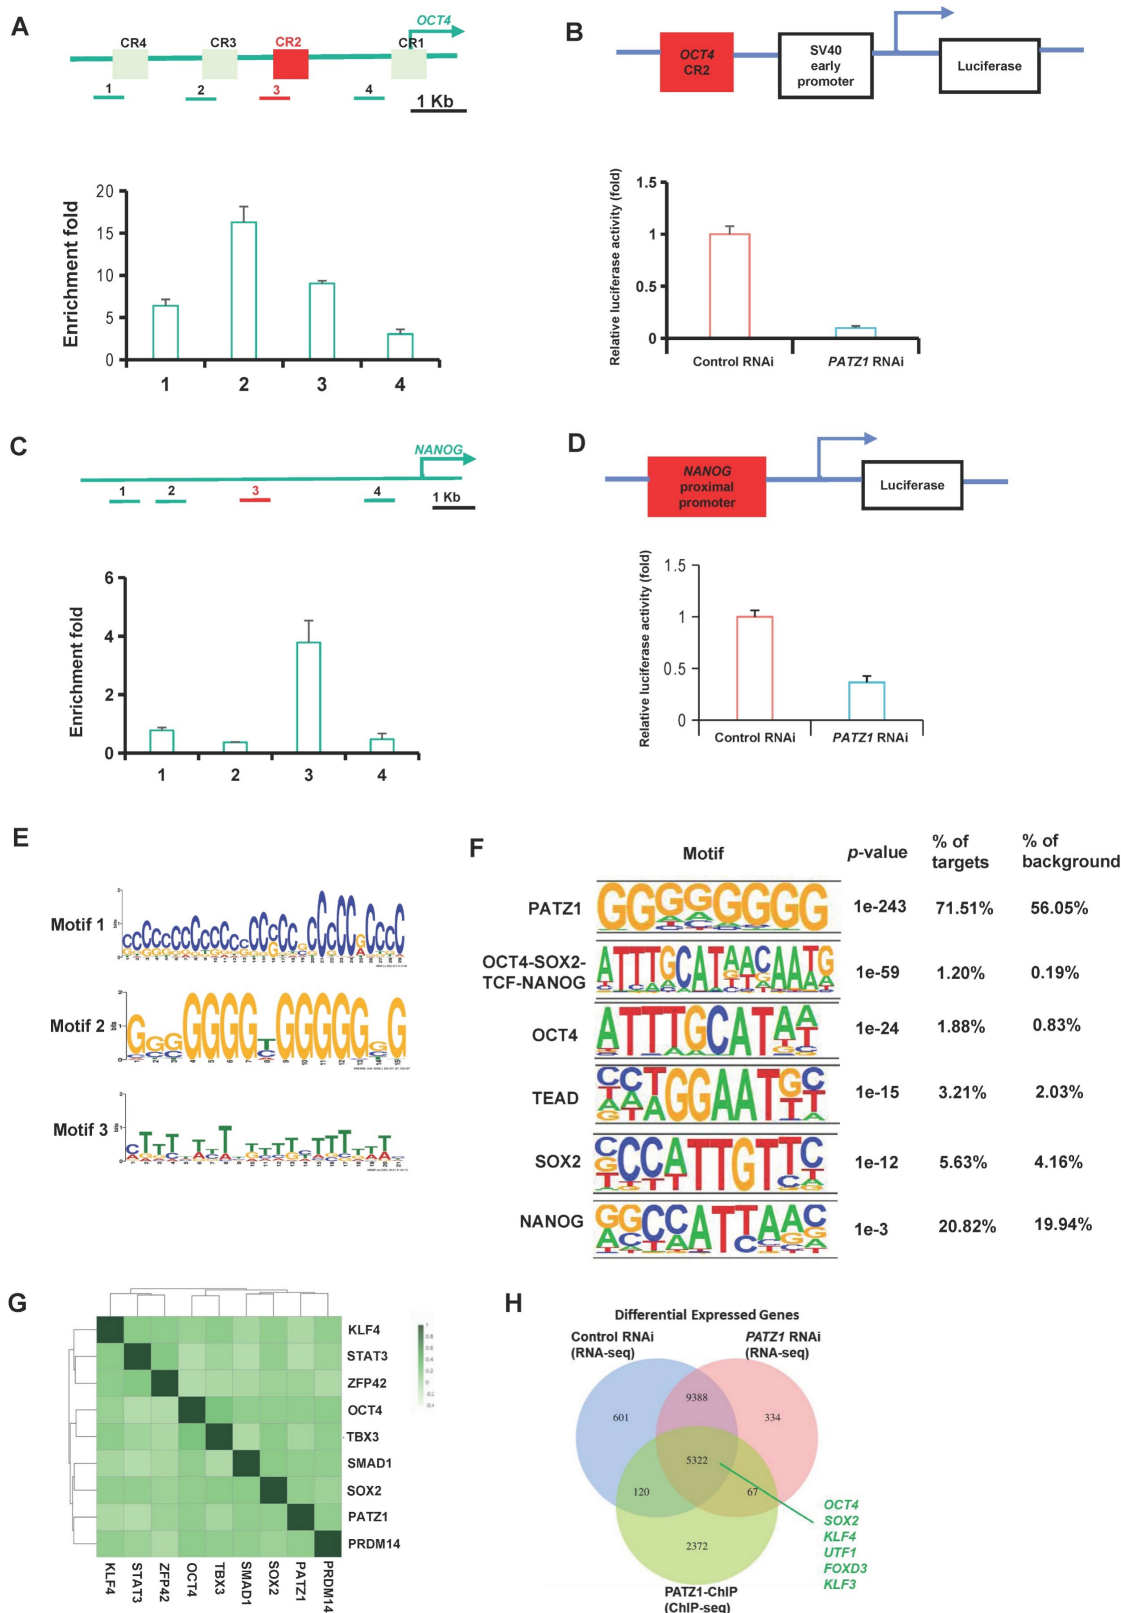 A
OCT4
CR4 CR3 CR2 CR1
1 2 3 4
1 Kb
Enrichment fold
20
15
10
5
0
1 2 3 4
B
OCT4
CR2
SV40
early
promoter
Luciferase
Relative luciferase activity (fold)
1.5
1
0.5
0
Control RNAi PATZ1 RNAi
C
NANOG
1 2 3 4
1 Kb
Enrichment fold
6
4
2
0
1 2 3 4
D
NANOG
proximal
promoter
Luciferase
Relative luciferase activity (fold)
1.5
1
0.5
0
Control RNAi PATZ1 RNAi
E
Motif 1
Motif 2
Motif 3
F
Motif p-value % of targets % of background
PATZ1 1e-243 71.51% 56.05%
OCT4-SOX2-
TCF-NANOG 1e-59 1.20% 0.19%
OCT4 1e-24 1.88% 0.83%
TEAD 1e-15 3.21% 2.03%
SOX2 1e-12 5.63% 4.16%
NANOG 1e-3 20.82% 19.94%
G
KLF4
STAT3
ZFP42
OCT4
TBX3
SMAD1
SOX2
PATZ1
PRDM14
KLF4 STAT3 ZFP42 OCT4 TBX3 SMAD1 SOX2 PATZ1 PRDM14
H
Differential Expressed Genes
Control RNAi
(RNA-seq)
PATZ1 RNAi
(RNA-seq)
9388
601
334
5322
120
67
2372
OCT4
SOX2
KLF4
UTF1
FOXD3
KLF3
PATZ1-ChIP
(ChIP-seq)